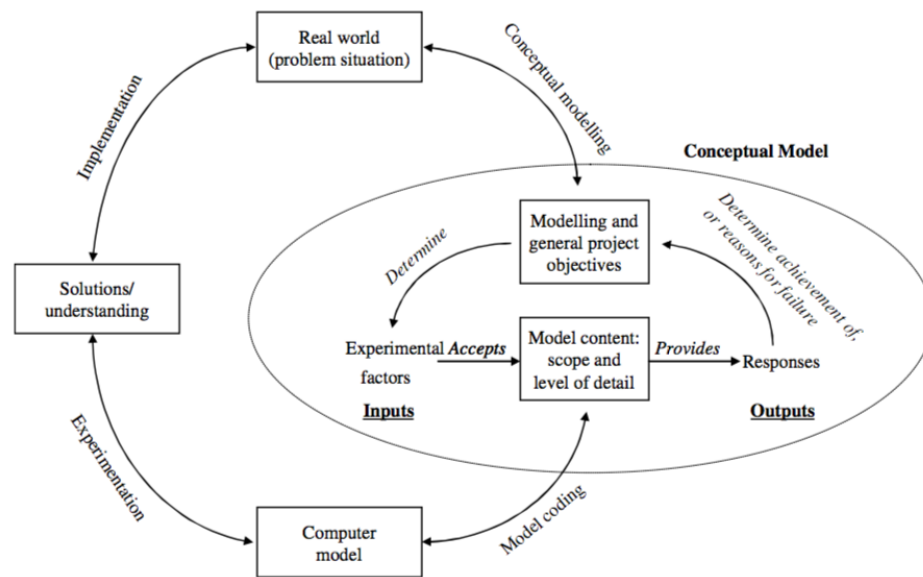 Real world
(problem situation)
Implementation
Conceptual modelling
Conceptual Model
Modelling and
general project
objectives
Determine
Determine achievement of,
or reasons for failure
Solutions/
understanding
Experimental
factors
Accepts
Model content:
scope and
level of detail
Provides
Responses
Inputs
Outputs
Experimentation
Model coding
Computer
model